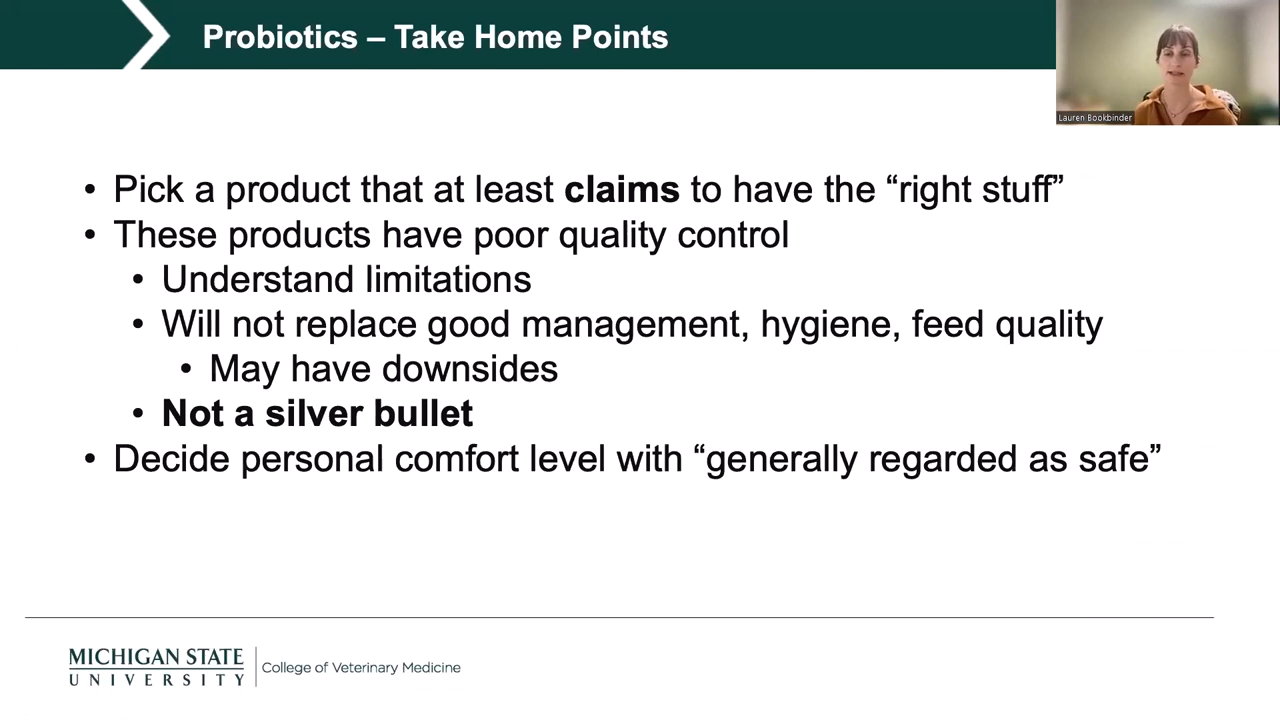 Probiotics – Take Home Points
Lauren Bookbinder
• Pick a product that at least claims to have the “right stuff”
• These products have poor quality control
• Understand limitations
• Will not replace good management, hygiene, feed quality
• May have downsides
• Not a silver bullet
• Decide personal comfort level with “generally regarded as safe”
MICHIGAN STATE
UNIVERSITY
College of Veterinary Medicine